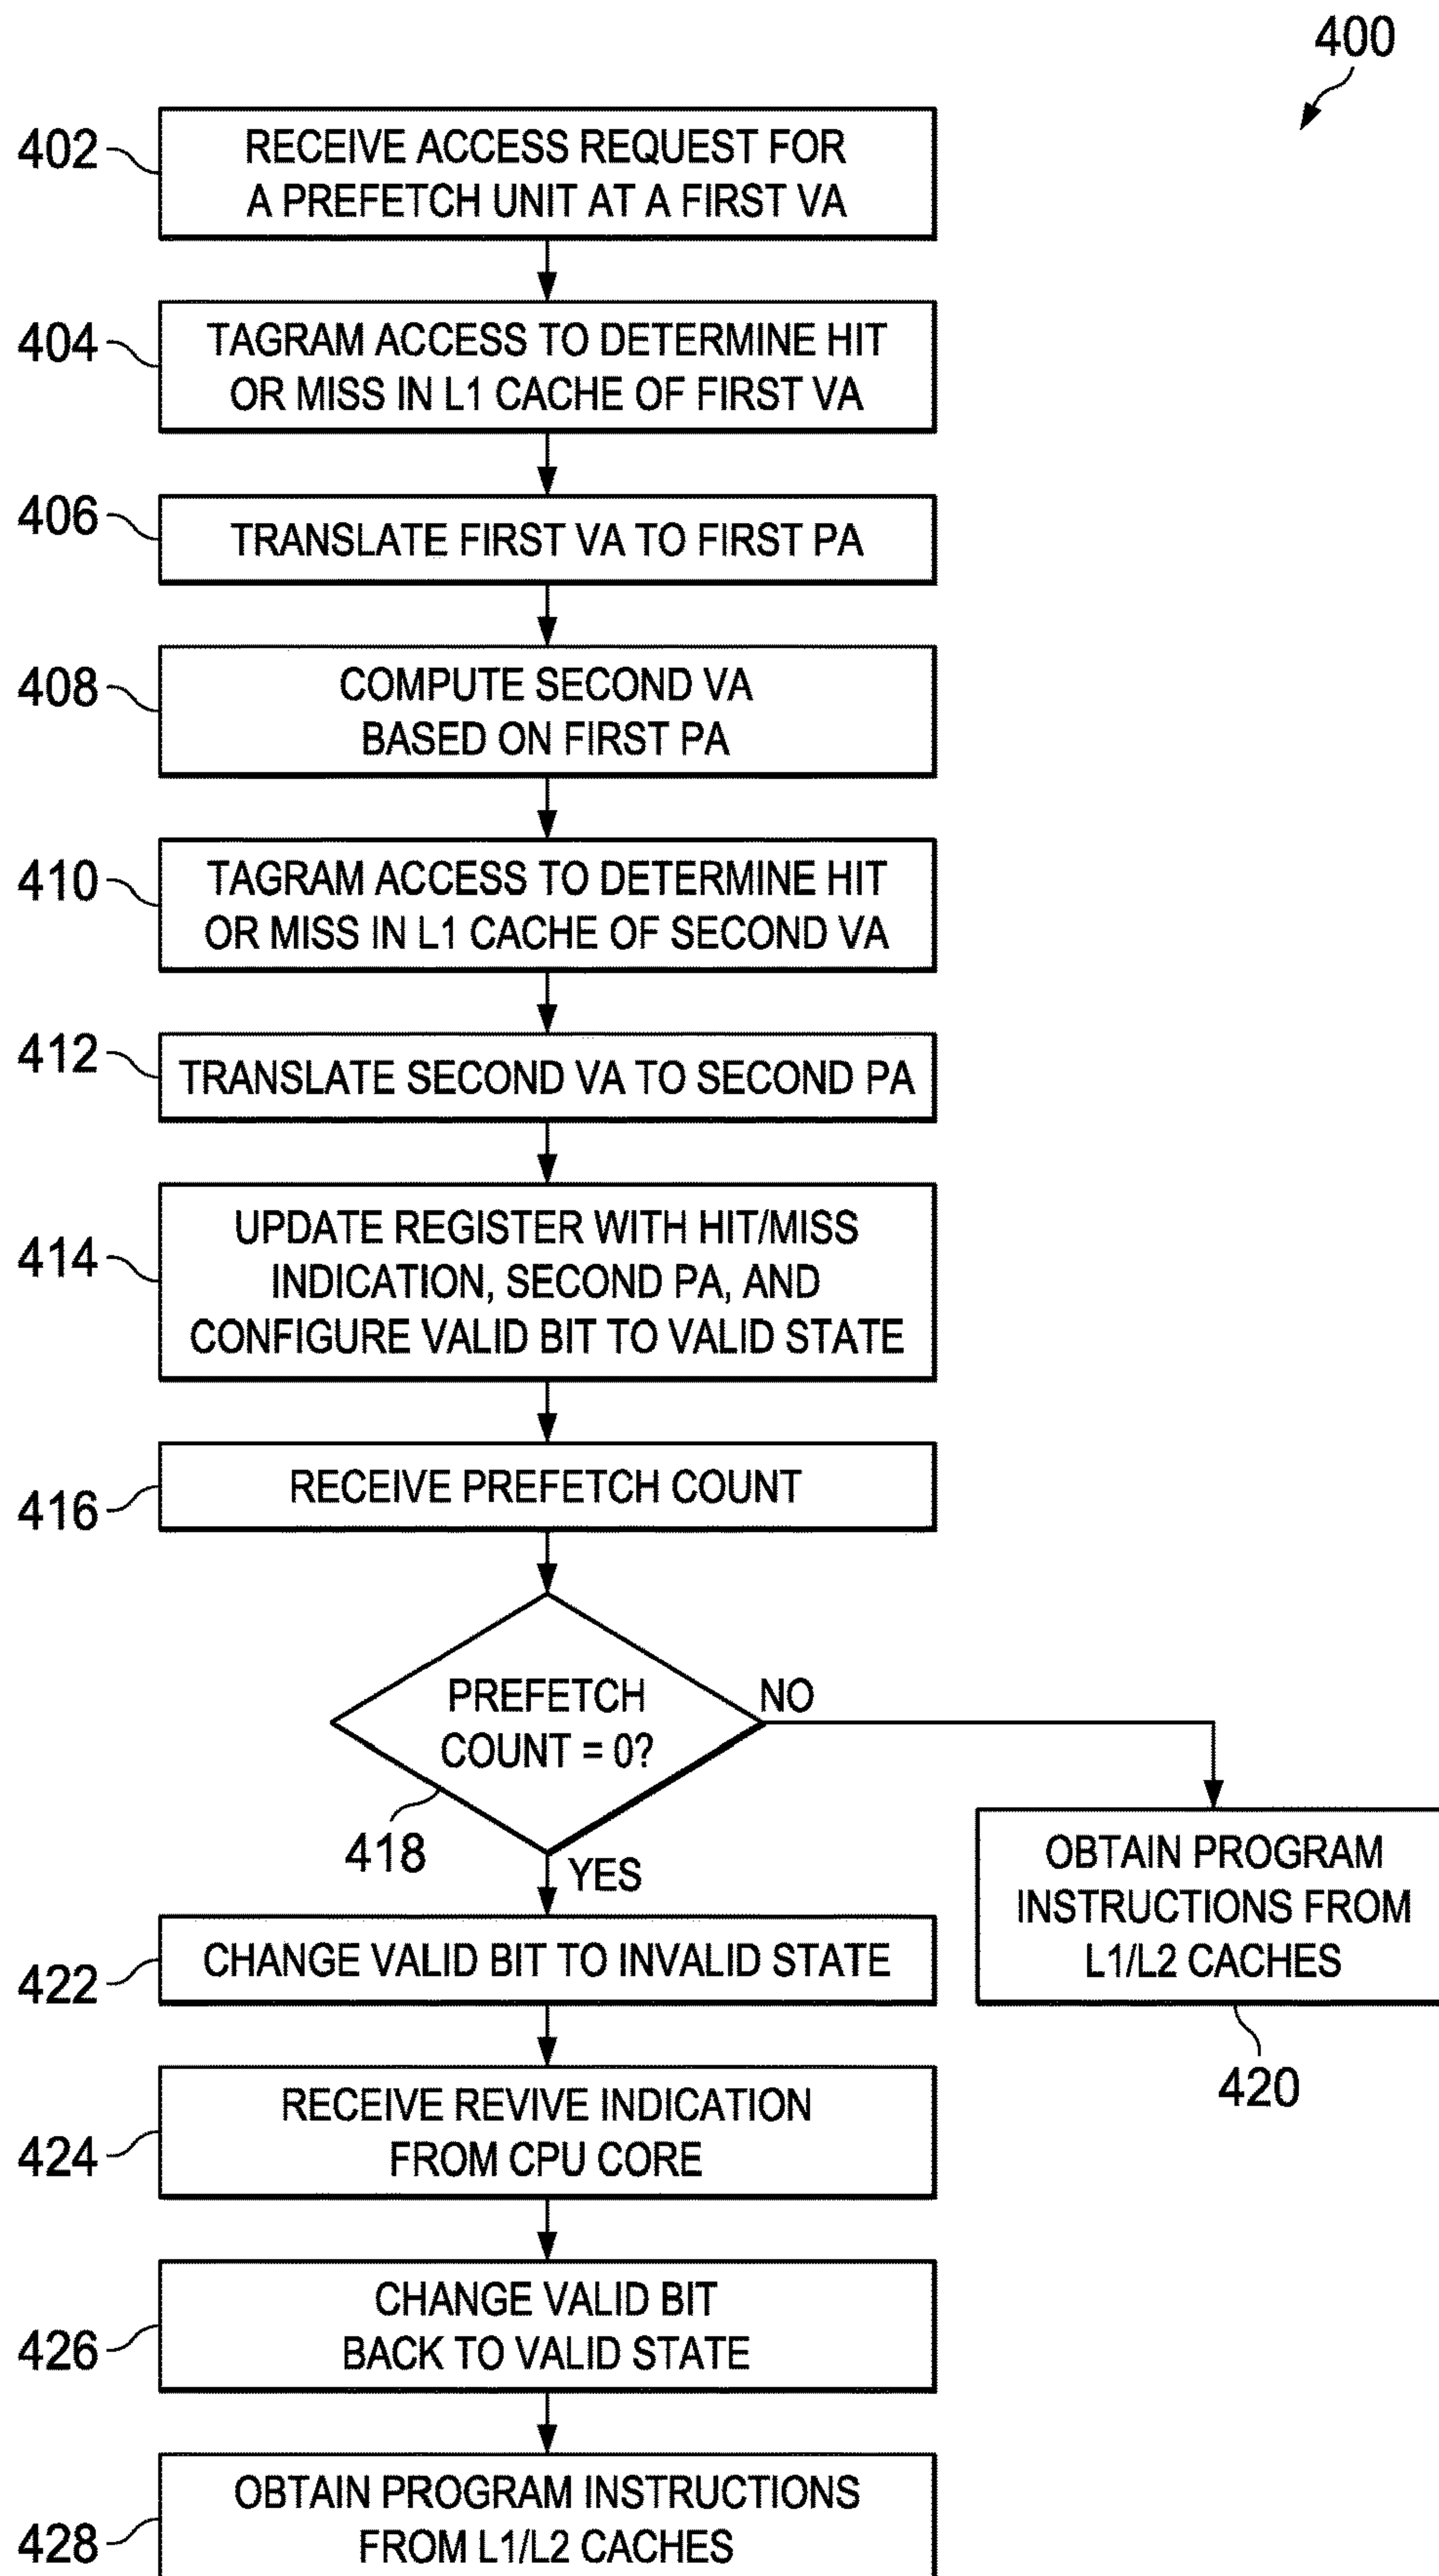 400
402
RECEIVE ACCESS REQUEST FOR
A PREFETCH UNIT AT A FIRST VA
404
TAGRAM ACCESS TO DETERMINE HIT
OR MISS IN L1 CACHE OF FIRST VA
406
TRANSLATE FIRST VA TO FIRST PA
408
COMPUTE SECOND VA
BASED ON FIRST PA
410
TAGRAM ACCESS TO DETERMINE HIT
OR MISS IN L1 CACHE OF SECOND VA
412
TRANSLATE SECOND VA TO SECOND PA
414
UPDATE REGISTER WITH HIT/MISS
INDICATION, SECOND PA, AND
CONFIGURE VALID BIT TO VALID STATE
416
RECEIVE PREFETCH COUNT
PREFETCH
COUNT = 0?
NO
418
YES
OBTAIN PROGRAM
INSTRUCTIONS FROM
L1/L2 CACHES
420
422
CHANGE VALID BIT TO INVALID STATE
424
RECEIVE REVIVE INDICATION
FROM CPU CORE
426
CHANGE VALID BIT
BACK TO VALID STATE
428
OBTAIN PROGRAM INSTRUCTIONS
FROM L1/L2 CACHES